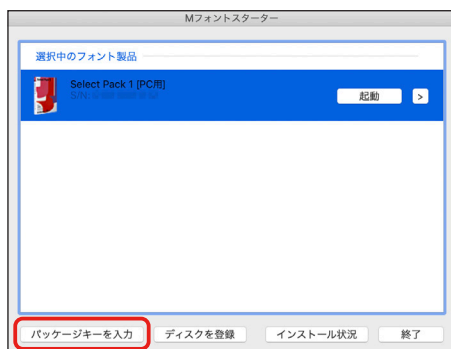 Mフォントスターター
選択中のフォント製品
Select Pack 1 [PC用]
起動 >
パッケージキーを入力 ディスクを登録 インストール状況 終了